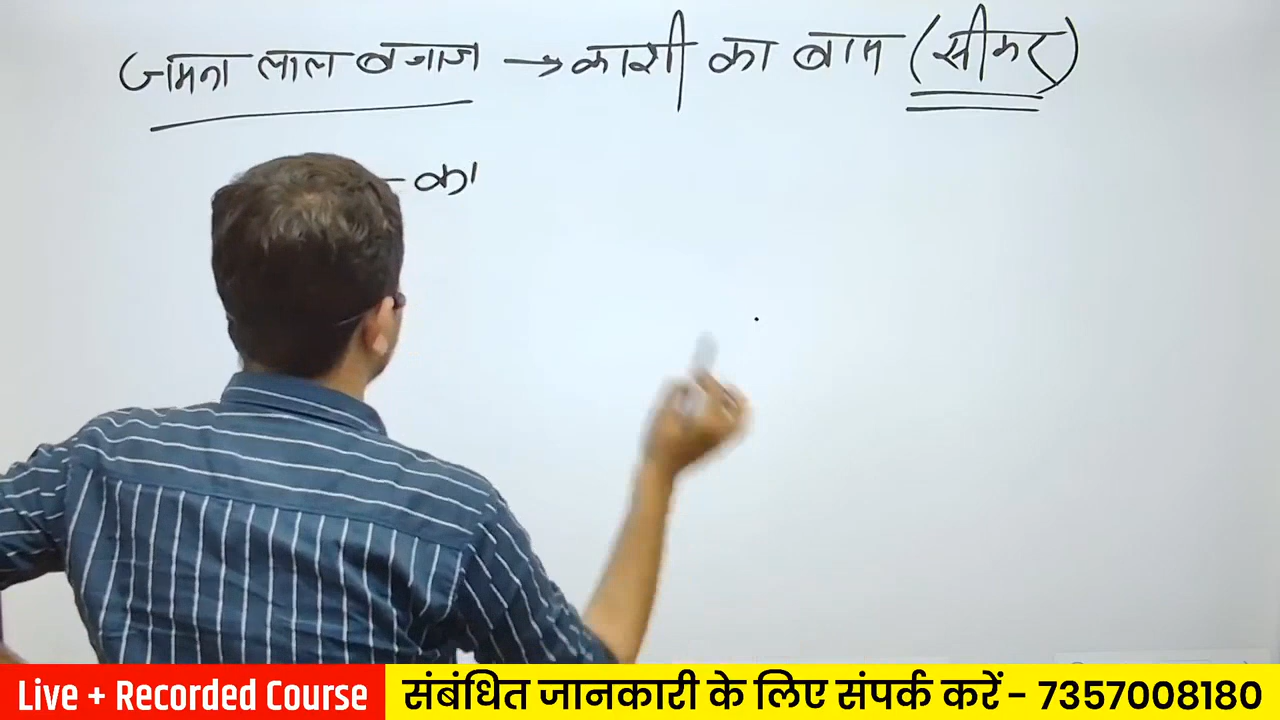 जमना लाल बजाज → काशी का बास (सीकर)
- का
Live + Recorded Course
संबंधित जानकारी के लिए संपर्क करें - 7357008180